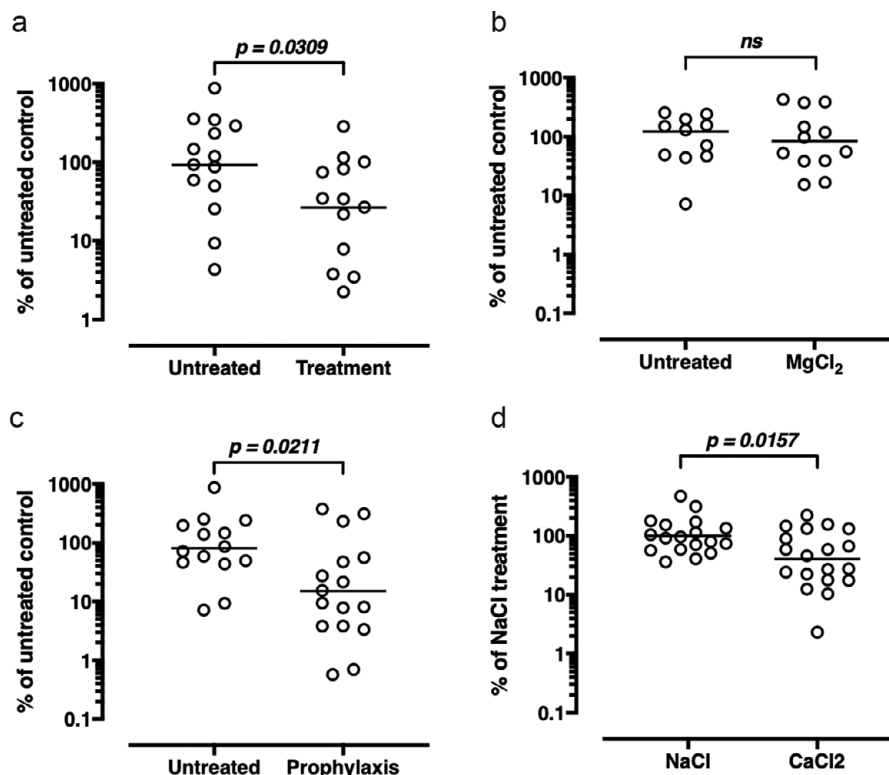 a
p = 0.0309
% of untreated control
1000
100
10
1
Untreated Treatment
b
ns
% of untreated control
1000
100
10
1
0.1
Untreated MgCl₂
c
p = 0.0211
% of untreated control
1000
100
10
1
0.1
Untreated Prophylaxis
d
p = 0.0157
% of NaCl treatment
1000
100
10
1
0.1
NaCl CaCl2